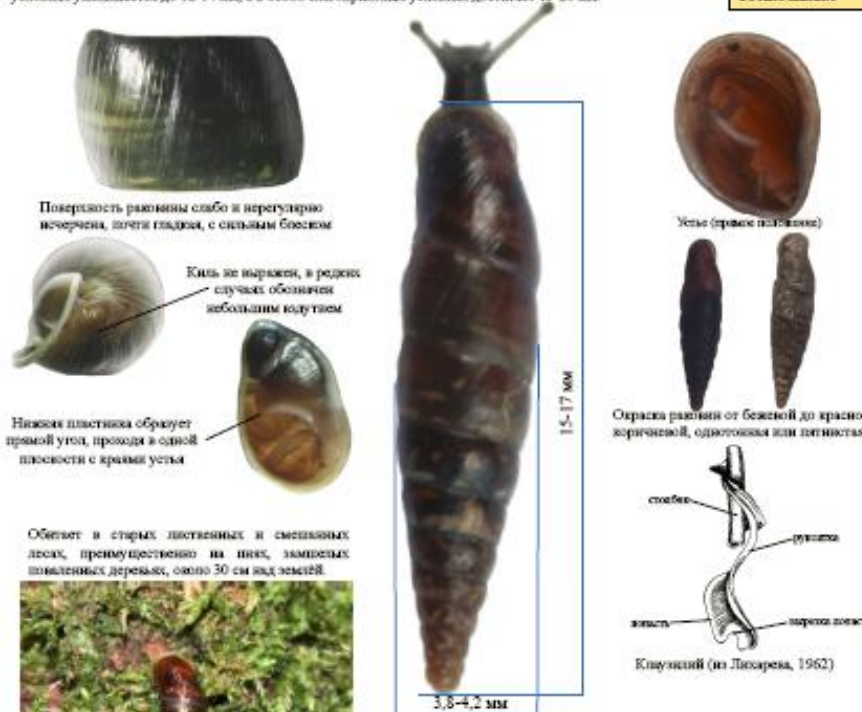 Поверхность раковины слабо и нерегулярно
исчерчена, почти гладкая, с сильным блеском
Киль не выражен, в редких
случаях обозначен
небольшим вздутием
Нижняя пластинка образует
прямой угол, проходя в одной
плоскости с краями устья
Обитает в старых лиственных и смешанных
лесах, преимущественно на пнях, замшелых
поваленных деревьях, около 30 см над землёй.
15-17 мм
3,8-4,2 мм
Устье (прямое положение)
Окраска раковин от бежевой до красно
коричневой, однотонная или пятнистая
столбик
рукоятка
лопасть
Клаузилий (из Лихарева, 1962)